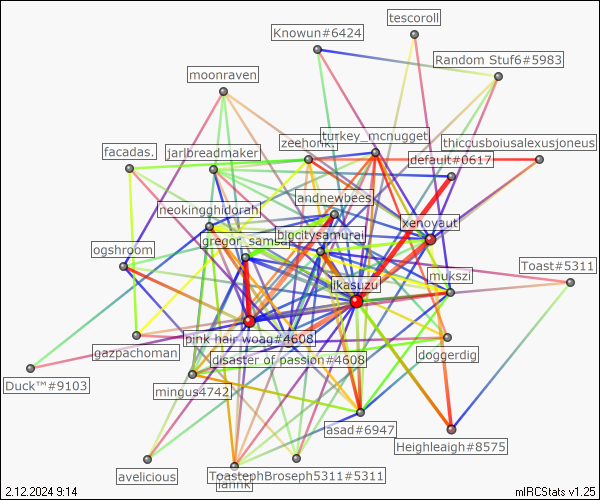 tescoroll
Knowun#6424
Random Stuf6#5983
moonraven
turkey_mcnugget
zeehonk.
thiccusboiusalexusjoneus
facadas.
jarlbreadmaker
default#0617
andnewbees
neokingghidorah
xenoyaut
bigcitysamurai
gregor_samsa
ogshroom
Toast#5311
mukszi
ikasuzu
pink hair woag#4608
gazpachoman
disaster of passion#4608
doggerdig
Duck™#9103
mingus4742
asad#6947
Heighleaigh#8575
avelicious
ToastephBroseph5311#5311
2.12.2024 9:14
mIRCStats v1.25